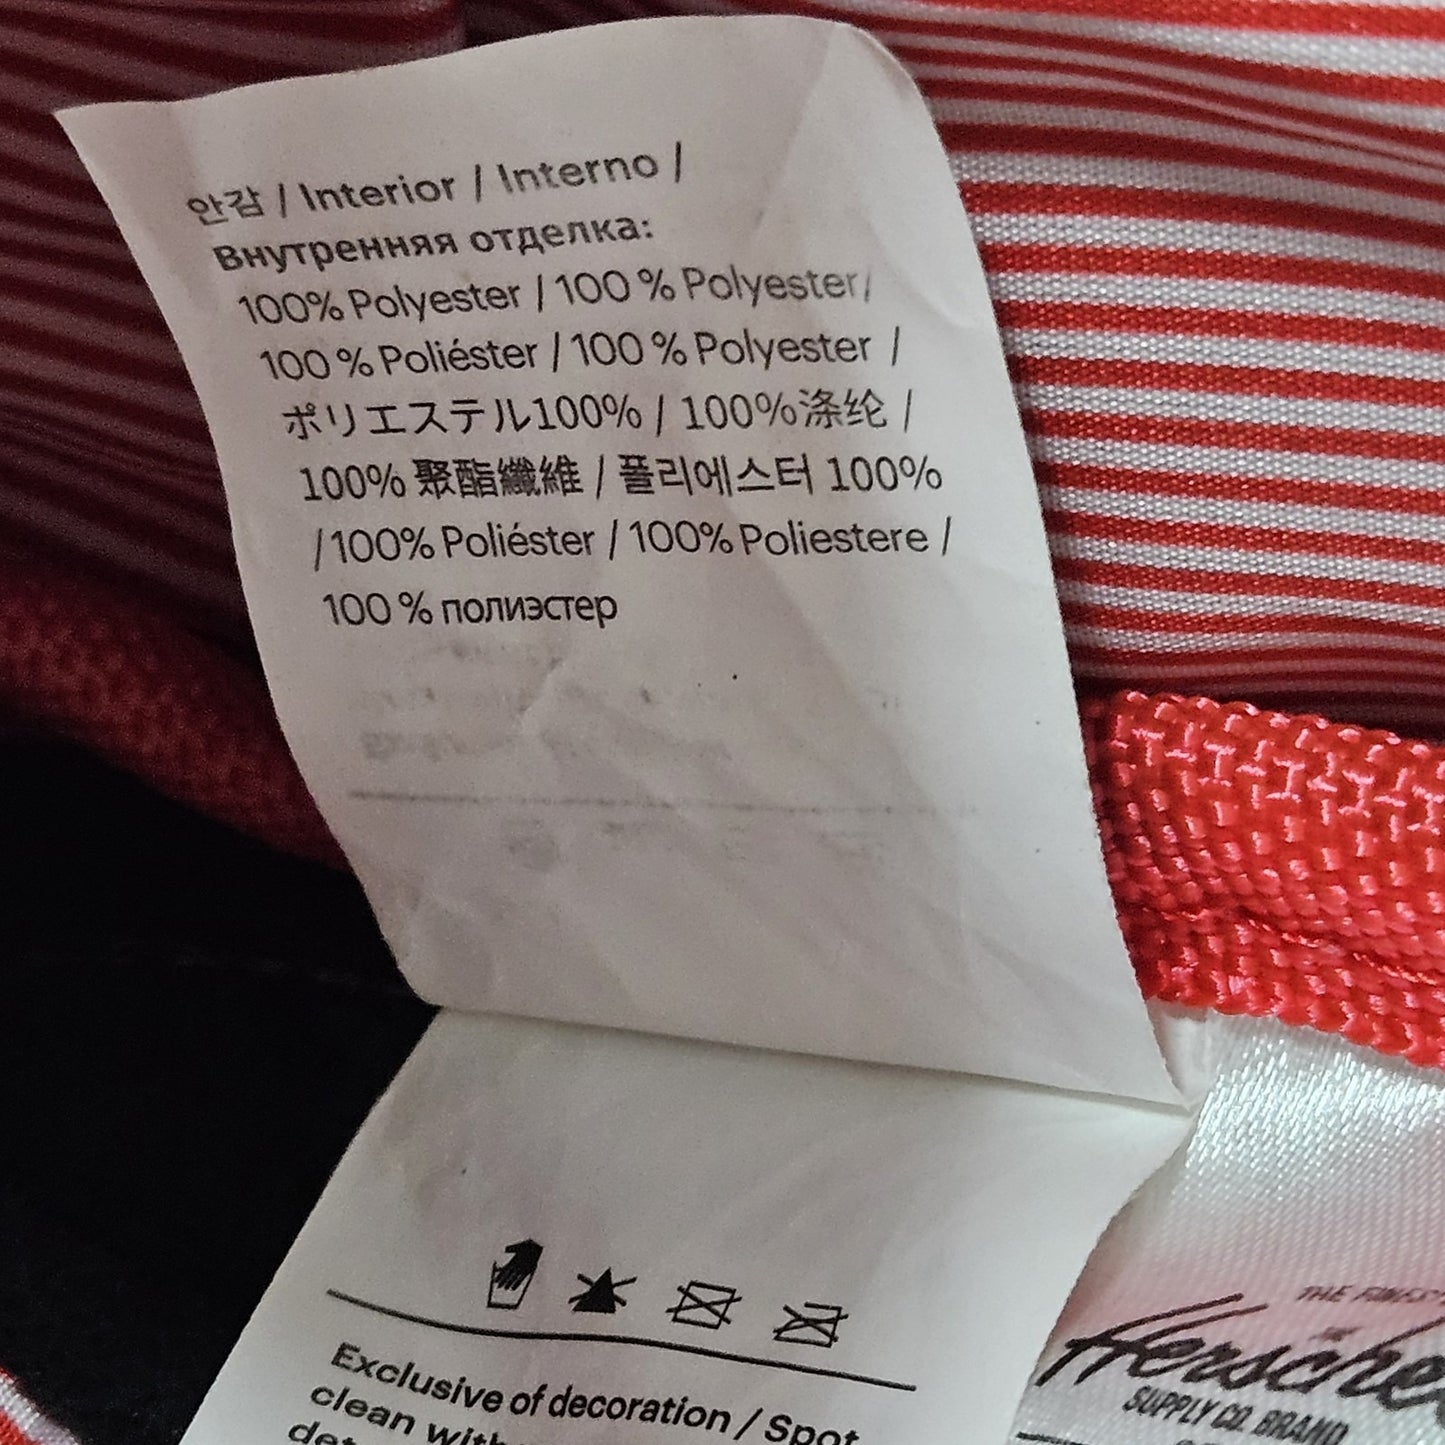 안감 / Interior / Interno /
Внутренняя отделка:
100% Polyester / 100 % Polyester/
100 % Poliéster / 100 % Polyester /
ポリエステル100% / 100%涤纶 /
100% 聚酯纖維 / 폴리에스터 100%
/ 100% Poliéster / 100% Poliestere /
100 % полиэстер
Exclusive of decoration / Spot
clean
THE
Herschel
SUPPLY CO. BRAND